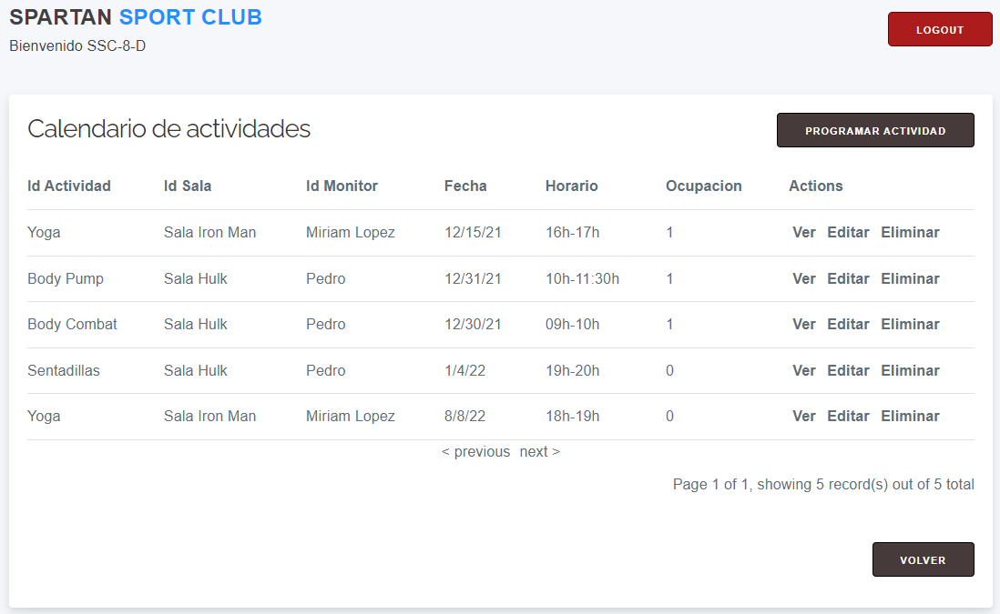 SPARTAN SPORT CLUB
Bienvenido SSC-8-D
LOGOUT
Calendario de actividades
PROGRAMAR ACTIVIDAD
Id Actividad Id Sala Id Monitor Fecha Horario Ocupacion Actions
Yoga Sala Iron Man Miriam Lopez 12/15/21 16h-17h 1 Ver Editar Eliminar
Body Pump Sala Hulk Pedro 12/31/21 10h-11:30h 1 Ver Editar Eliminar
Body Combat Sala Hulk Pedro 12/30/21 09h-10h 1 Ver Editar Eliminar
Sentadillas Sala Hulk Pedro 1/4/22 19h-20h 0 Ver Editar Eliminar
Yoga Sala Iron Man Miriam Lopez 8/8/22 18h-19h 0 Ver Editar Eliminar
< previous next >
Page 1 of 1, showing 5 record(s) out of 5 total
VOLVER